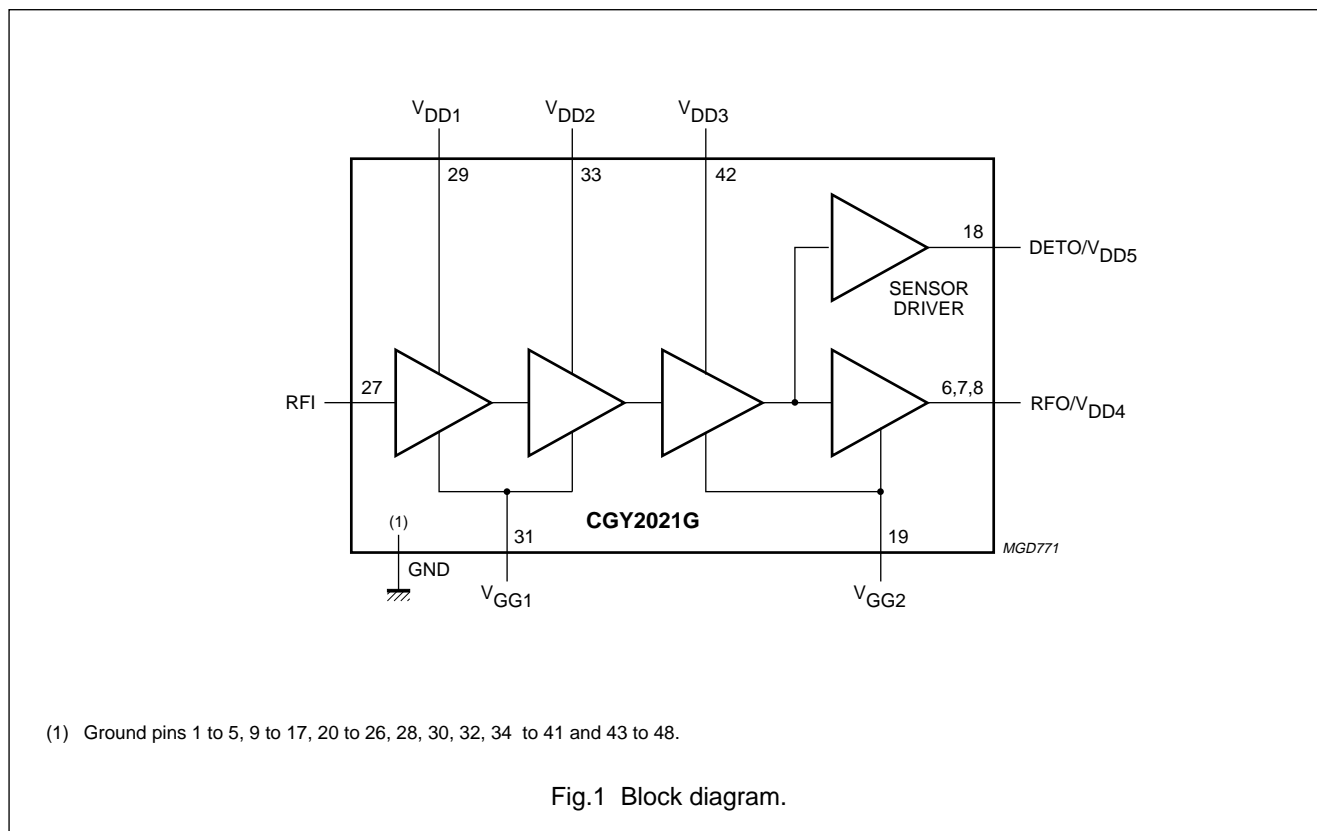 VDD1
VDD2
VDD3
29
33
42
18
DETO/VDD5
SENSOR
DRIVER
27
6,7,8
RFI
RFO/VDD4
(1)
CGY2021G
31
19
MGD771
GND
VGG1
VGG2
(1) Ground pins 1 to 5, 9 to 17, 20 to 26, 28, 30, 32, 34 to 41 and 43 to 48.
Fig.1 Block diagram.